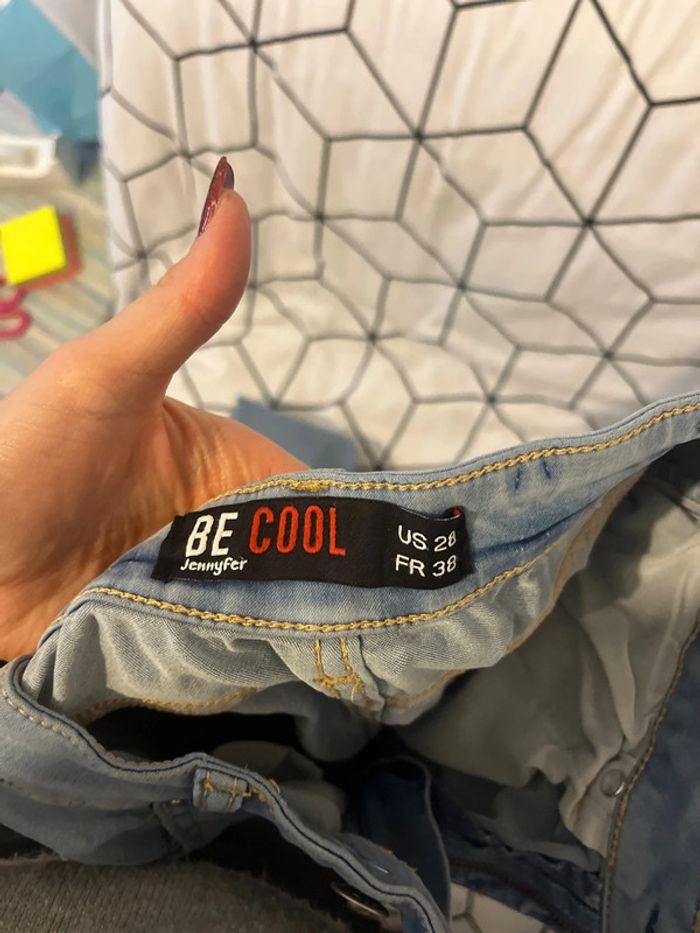 BE COOL
Jennyfer
US 28
FR 38